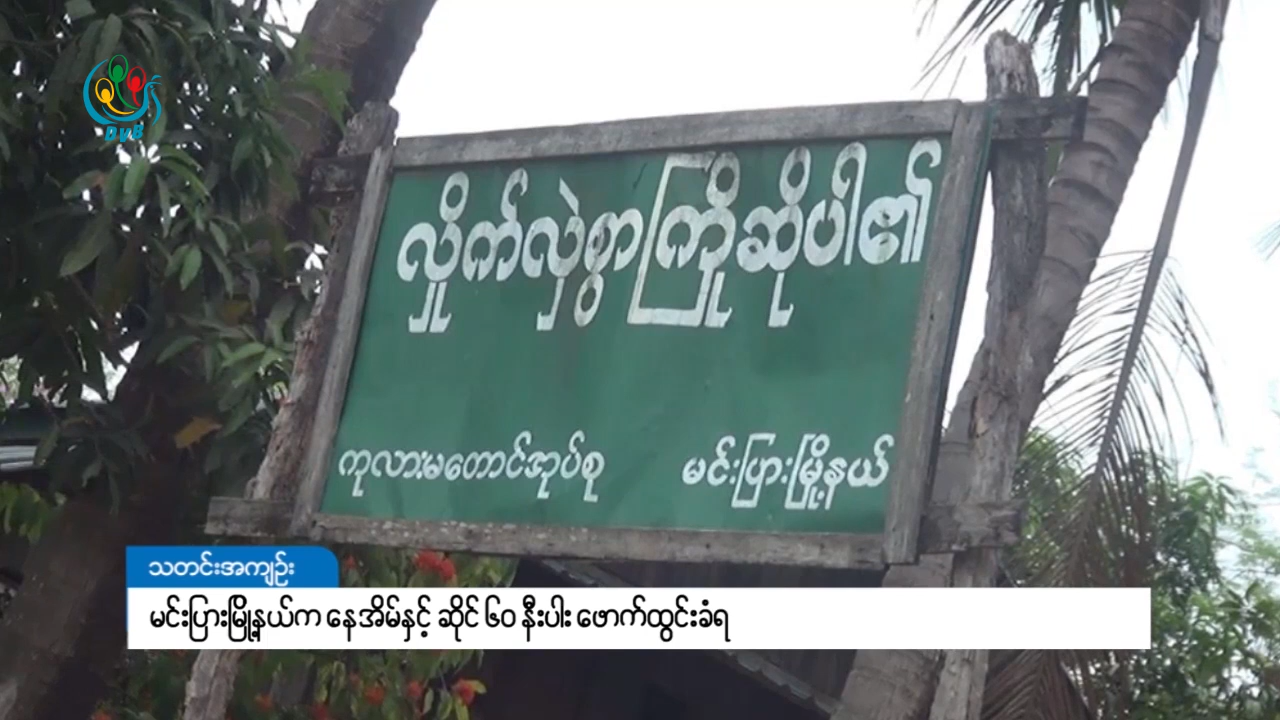 DVB
လှိုက်လှဲစွာကြိုဆိုပါ၏
ကုလားမတောင်အုပ်စု မင်းပြားမြို့နယ်
သတင်းအကျဉ်း
မင်းပြားမြို့နယ်က နေအိမ်နှင့် ဆိုင် ၆၀ နီးပါး ဖောက်ထွင်းခံရ